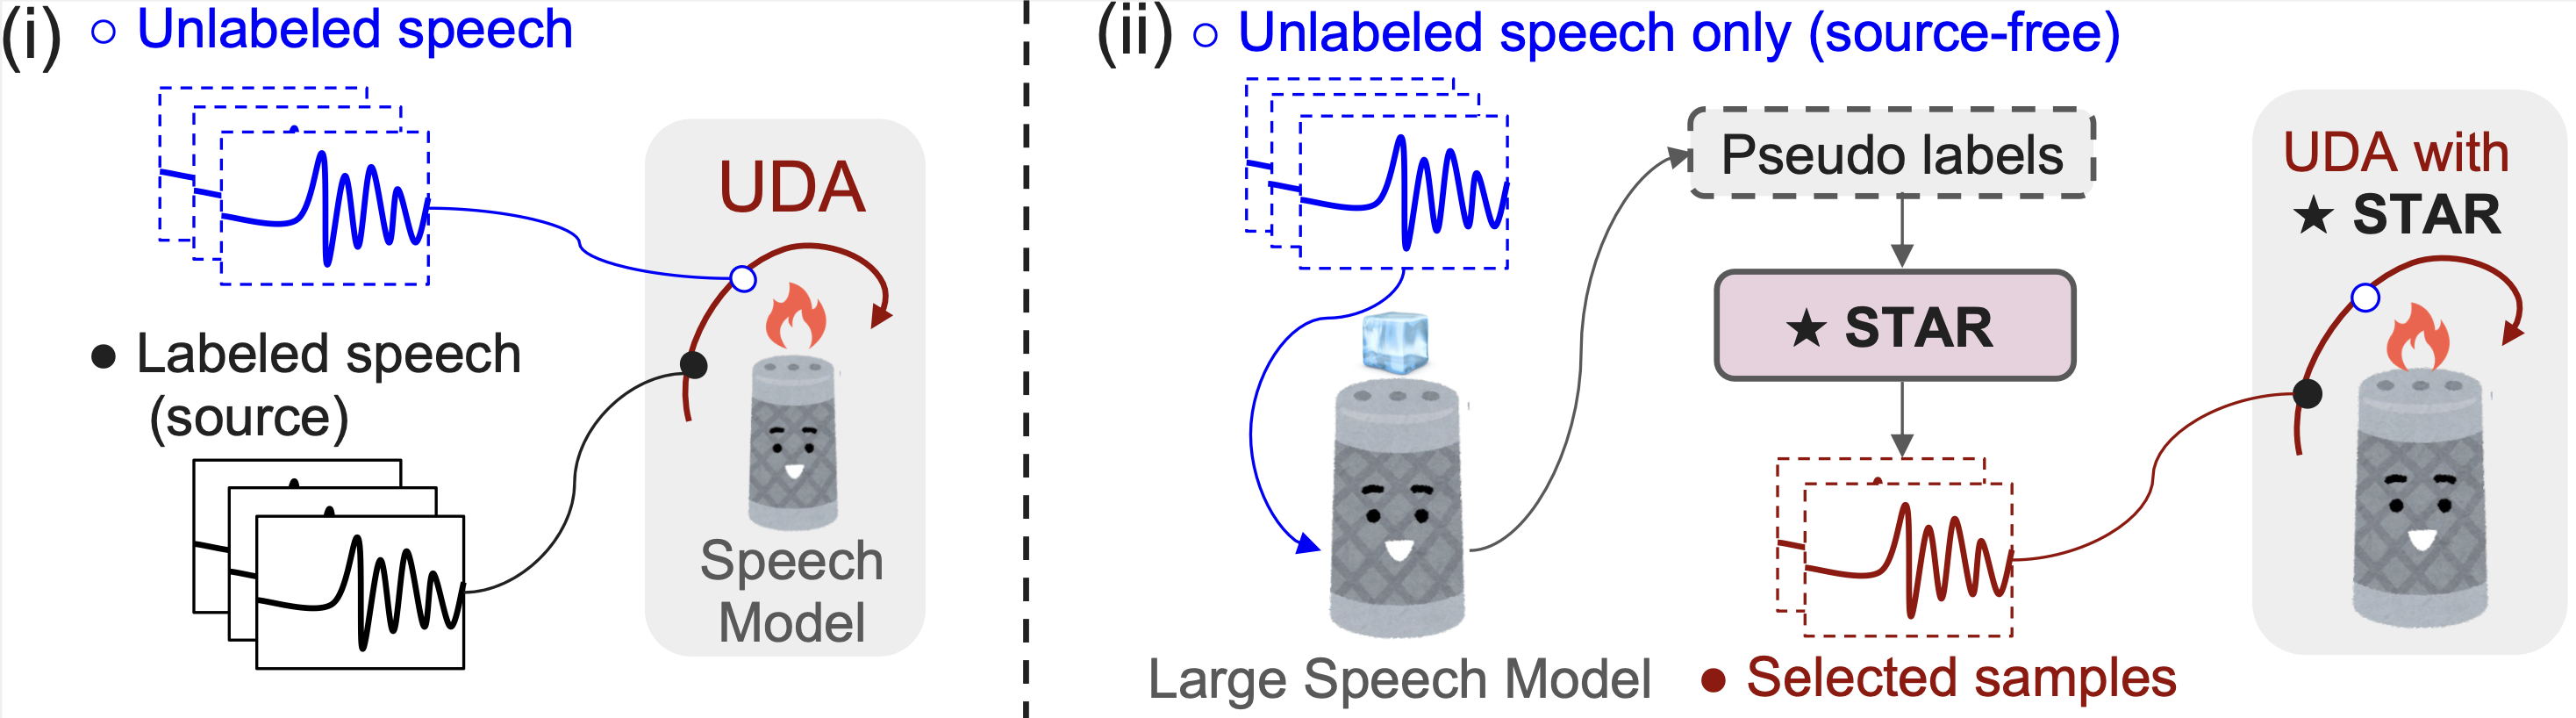 (i) ○ Unlabeled speech
UDA
● Labeled speech
(source)
Speech
Model
(ii) ○ Unlabeled speech only (source-free)
Pseudo labels
★ STAR
Large Speech Model
● Selected samples
UDA with
★ STAR